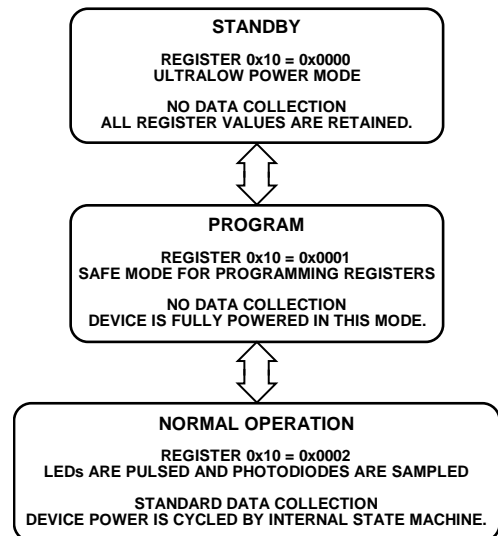 STANDBY
REGISTER 0x10 = 0x0000
ULTRALOW POWER MODE
NO DATA COLLECTION
ALL REGISTER VALUES ARE RETAINED.
PROGRAM
REGISTER 0x10 = 0x0001
SAFE MODE FOR PROGRAMMING REGISTERS
NO DATA COLLECTION
DEVICE IS FULLY POWERED IN THIS MODE.
NORMAL OPERATION
REGISTER 0x10 = 0x0002
LEDs ARE PULSED AND PHOTODIODES ARE SAMPLED
STANDARD DATA COLLECTION
DEVICE POWER IS CYCLED BY INTERNAL STATE MACHINE.